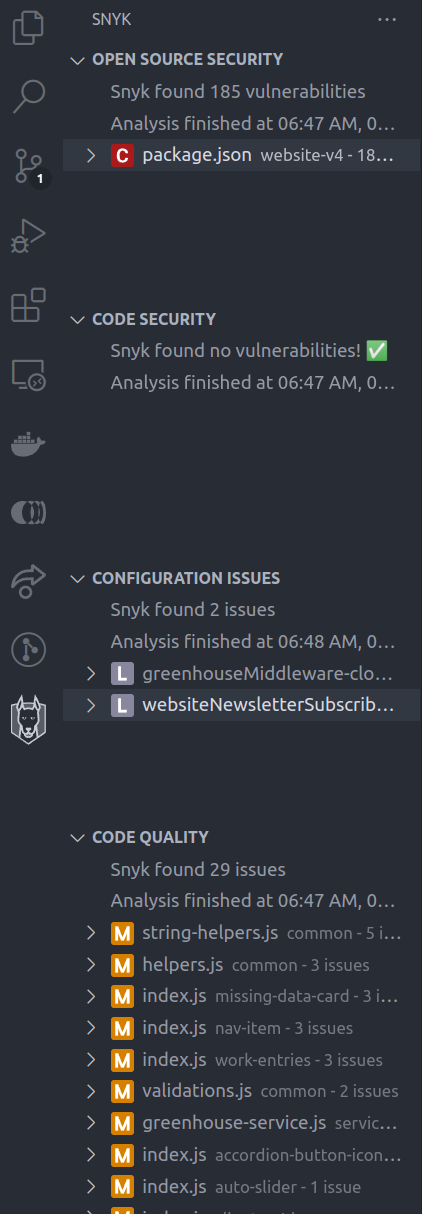 SNYK
OPEN SOURCE SECURITY
Snyk found 185 vulnerabilities
Analysis finished at 06:47 AM, 0...
C package.json website-v4 - 18...
1
CODE SECURITY
Snyk found no vulnerabilities! ✅
Analysis finished at 06:47 AM, 0...
CONFIGURATION ISSUES
Snyk found 2 issues
Analysis finished at 06:48 AM, 0...
L greenhouseMiddleware-clo...
L websiteNewsletterSubscrib...
CODE QUALITY
Snyk found 29 issues
Analysis finished at 06:47 AM, 0...
M string-helpers.js common - 5 i...
M helpers.js common - 3 issues
M index.js missing-data-card - 3 i...
M index.js nav-item - 3 issues
M index.js work-entries - 3 issues
M validations.js common - 2 issues
M greenhouse-service.js servic...
M index.js accordion-button-icon...
M index.js auto-slider - 1 issue